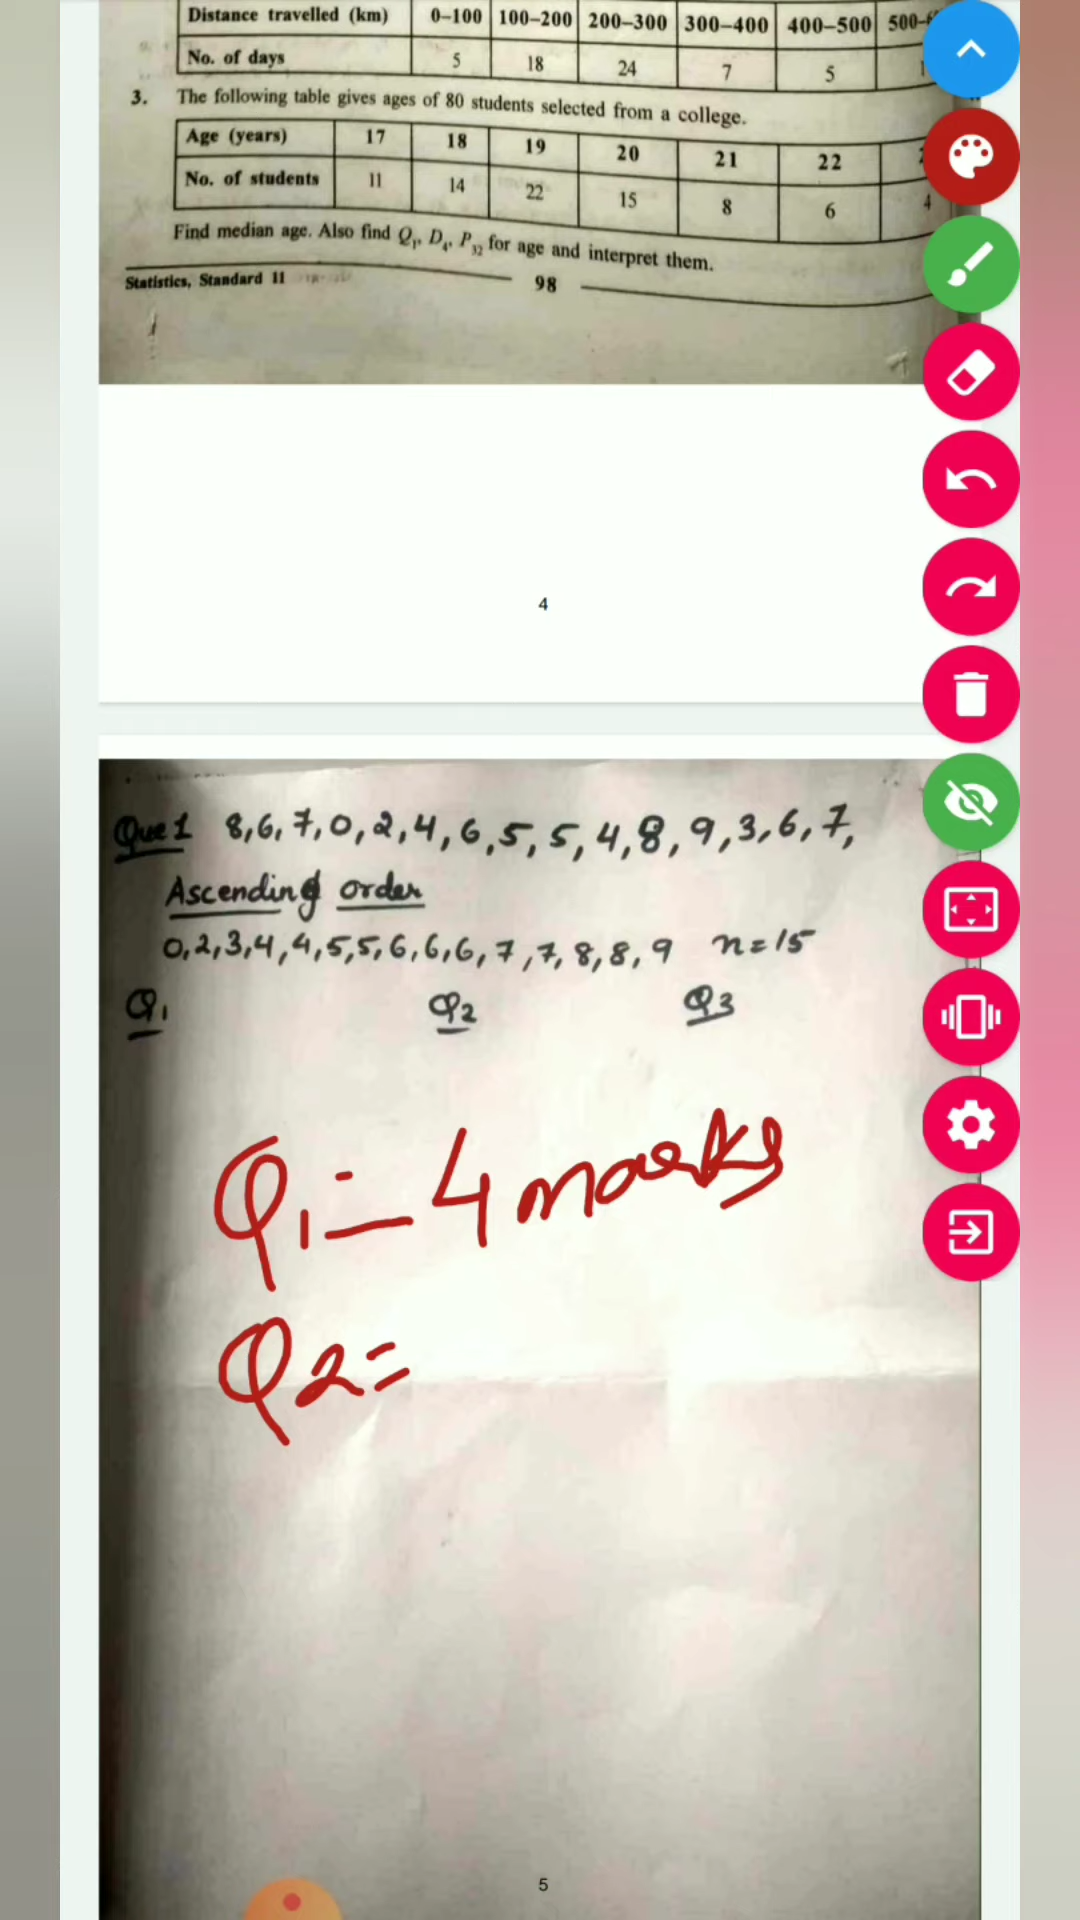 Distance travelled (km) 0–100 100–200 200–300 300–400 400–500
No. of days 5 18 24 7 5
3. The following table gives ages of 80 students selected from a college.
Age (years) 17 18 19 20 21 22
No. of students 11 14 22 15 8 6 4
Find median age. Also find Q₁, D₄, P₃₂ for age and interpret them.
Statistics, Standard 11 98
4
Que 1 8,6,7,0,2,4,6,5,5,4,8,9,3,6,7,
Ascending order
0,2,3,4,4,5,5,6,6,6,7,7,8,8,9 n=15
Q1 Q2 Q3
Q1 = 4 marks
Q2=
5